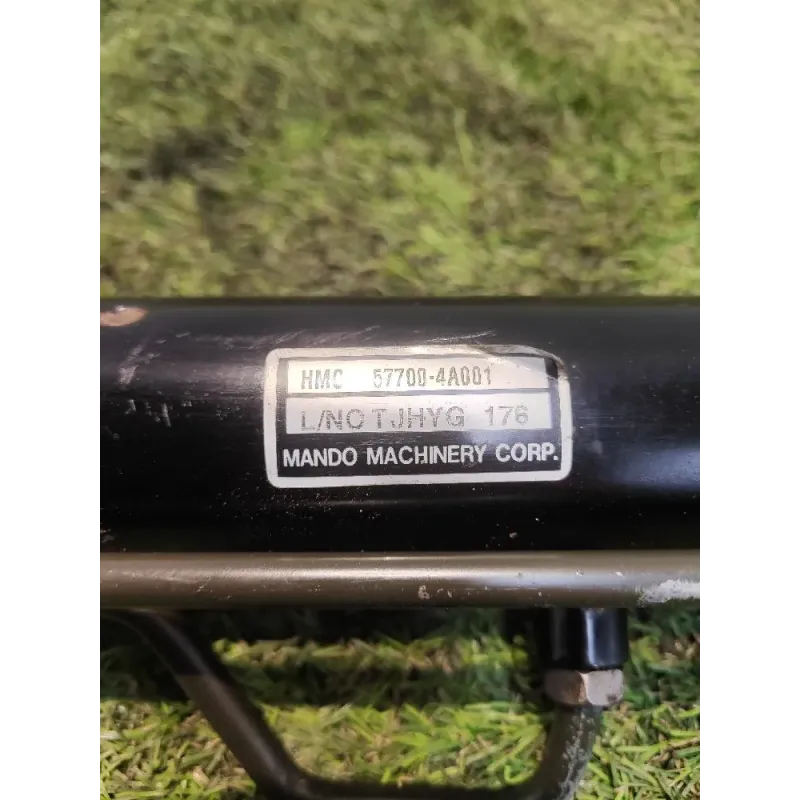 HMC 57700-4A001
L/NO TJHYG 176
MANDO MACHINERY CORP.